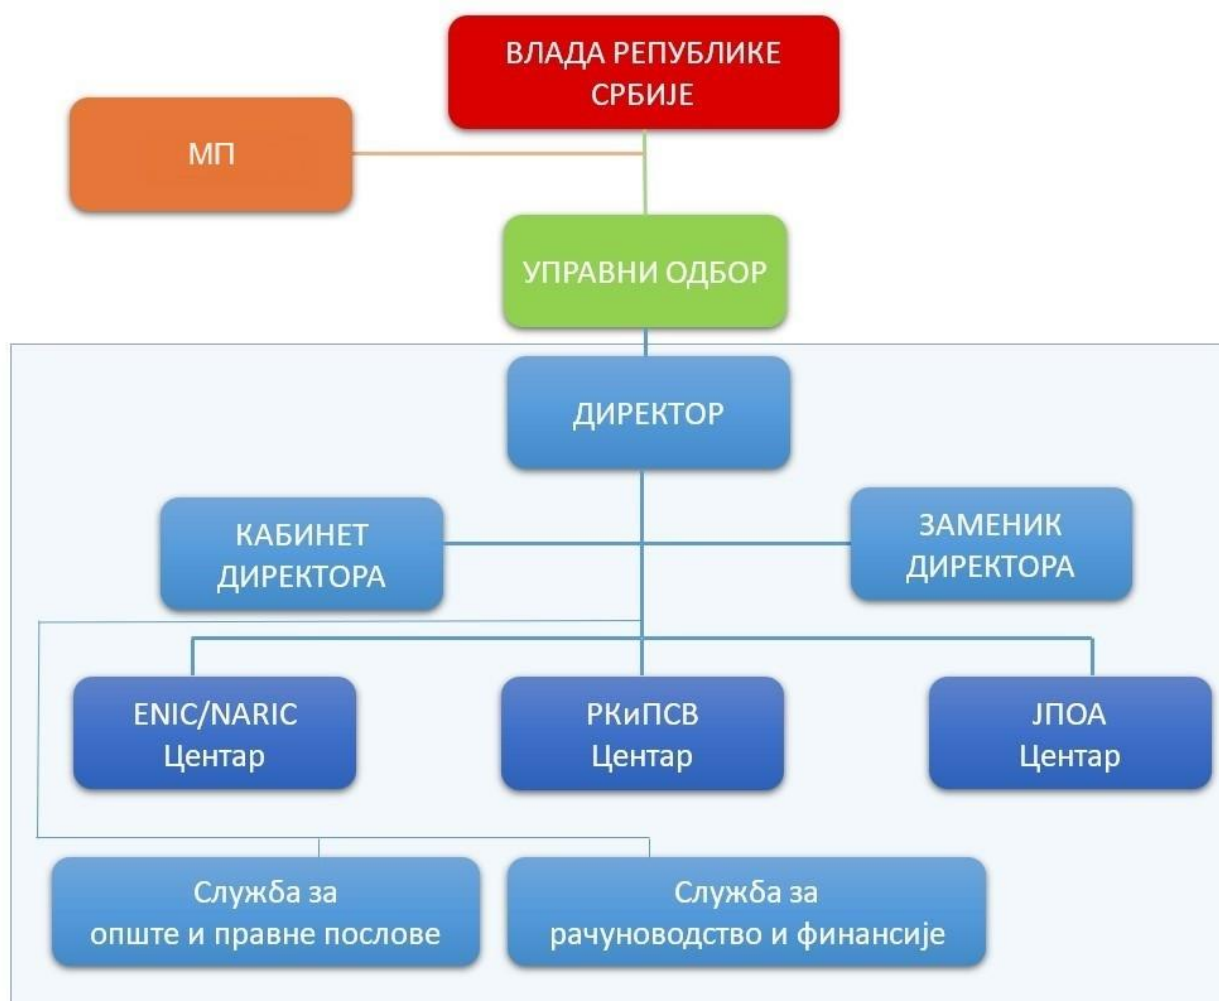 ВЛАДА РЕПУБЛИКЕ
СРБИЈЕ
МП
УПРАВНИ ОДБОР
ДИРЕКТОР
КАБИНЕТ
ДИРЕКТОРА
ЗАМЕНИК
ДИРЕКТОРА
ENIC/NARIC
Центар
РКиПСВ
Центар
ЈПОА
Центар
Служба за
опште и правне послове
Служба за
рачуноводство и финансије